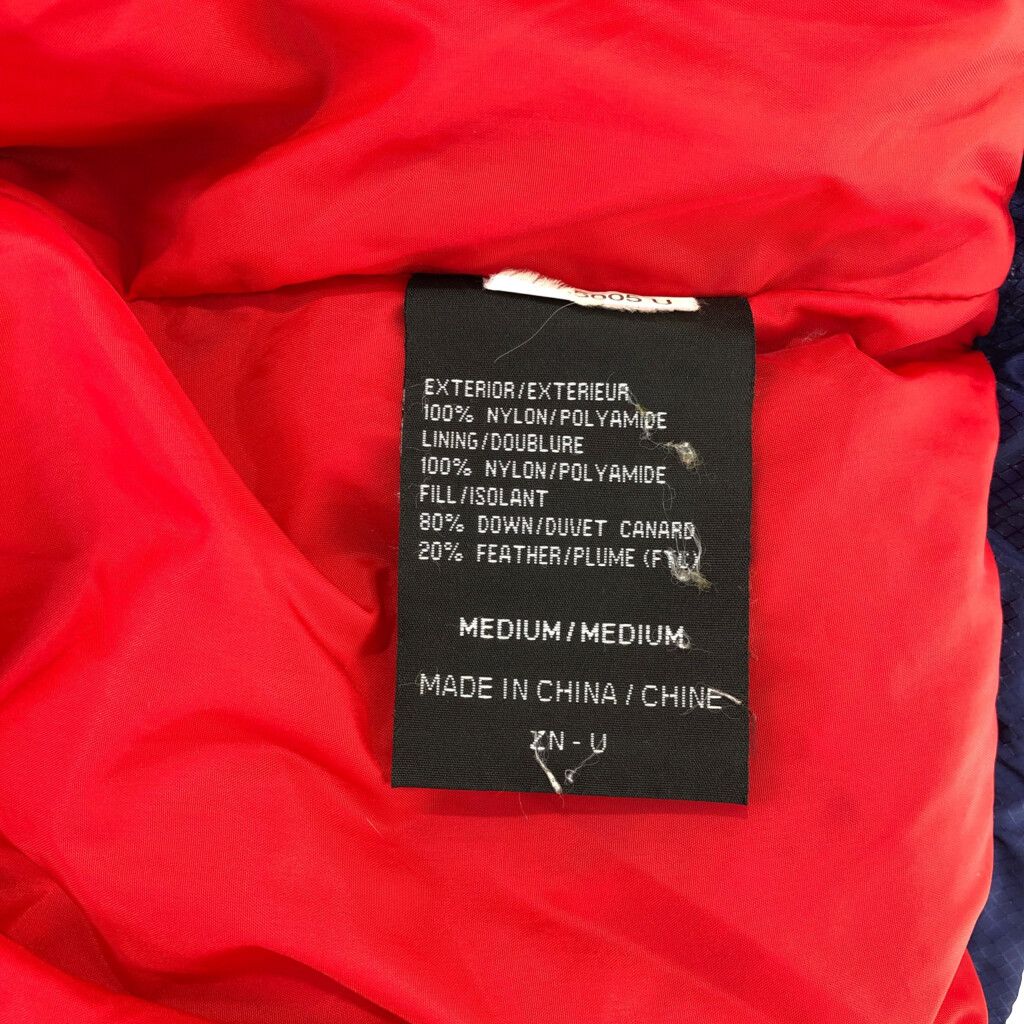 5005 U
EXTERIOR/EXTERIEUR
100% NYLON/POLYAMIDE
LINING/DOUBLURE
100% NYLON/POLYAMIDE
FILL/ISOLANT
80% DOWN/DUVET CANARD
20% FEATHER/PLUME
MEDIUM/MEDIUM
MADE IN CHINA / CHINE
ZN - U